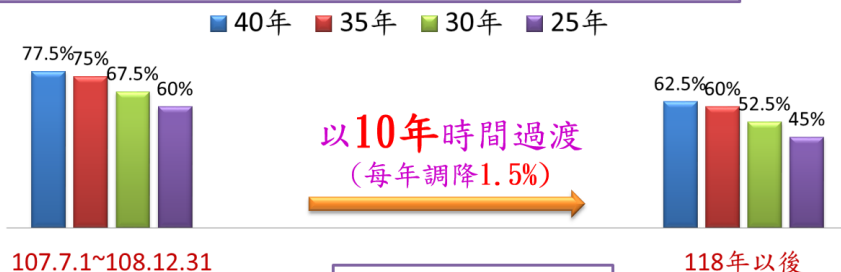 40年 35年 30年 25年
77.5% 75% 67.5% 60%
62.5% 60% 52.5% 45%
以10年時間過渡
(每年調降1.5%)
107.7.1~108.12.31
118年以後